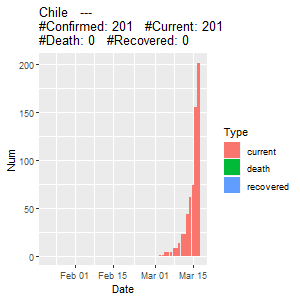 Chile --- 
#Confirmed: 201 #Current: 201
#Death: 0 #Recovered: 0
200
150
100
50
0
Num
Feb 01 Feb 15 Mar 01 Mar 15
Date
Type
current
death
recovered